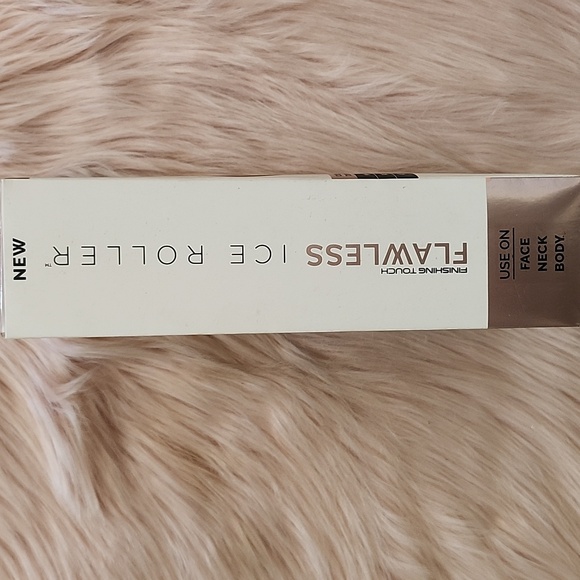 NEW
FINISHING TOUCH
FLAWLESS ICE ROLLER™
USE ON
FACE
NECK
BODY